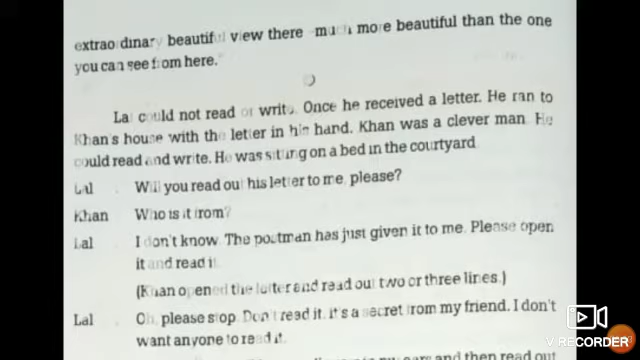 extraordinary beautiful view there - much more beautiful than the one
you can see from here."
Lal could not read or write. Once he received a letter. He ran to
Khan's house with the letter in his hand. Khan was a clever man. He
could read and write. He was sitting on a bed in the courtyard
Lal Will you read out this letter to me, please?
Khan Who is it from?
Lal I don't know. The postman has just given it to me. Please open
it and read it.
(Khan opened the letter and read out two or three lines.)
Lal Oh, please stop. Don't read it. it's a secret from my friend. I don't
want anyone to read it.
and then read out
V RECORDER